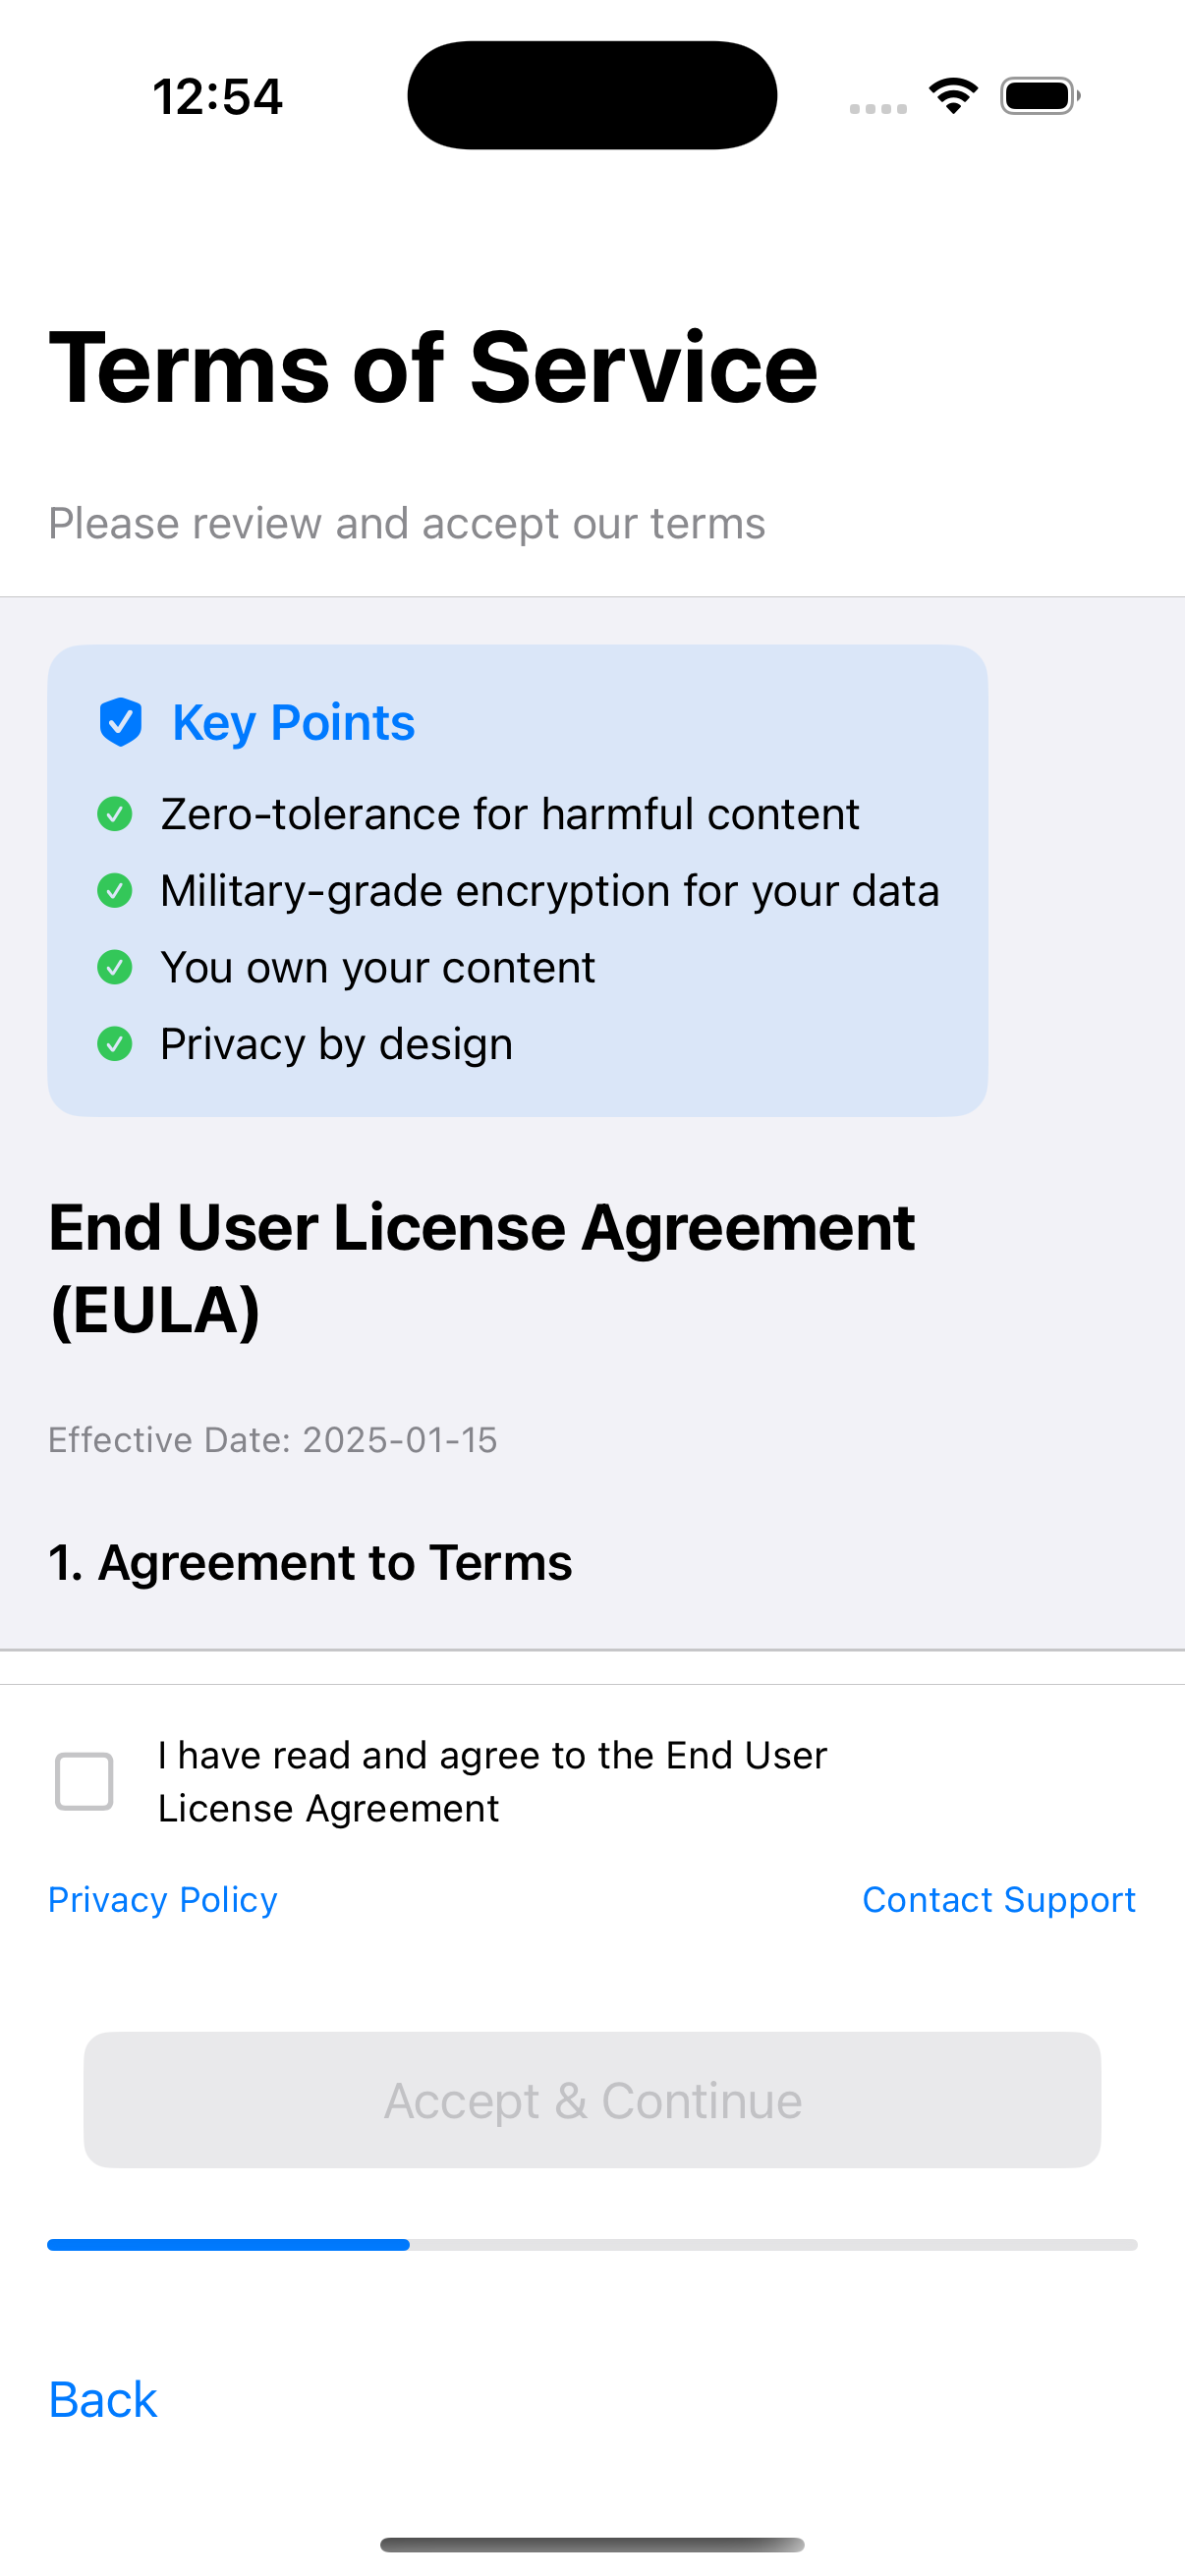 12:54
Terms of Service
Please review and accept our terms
Key Points
Zero-tolerance for harmful content
Military-grade encryption for your data
You own your content
Privacy by design
End User License Agreement
(EULA)
Effective Date: 2025-01-15
1. Agreement to Terms
I have read and agree to the End User
License Agreement
Privacy Policy
Contact Support
Accept & Continue
Back